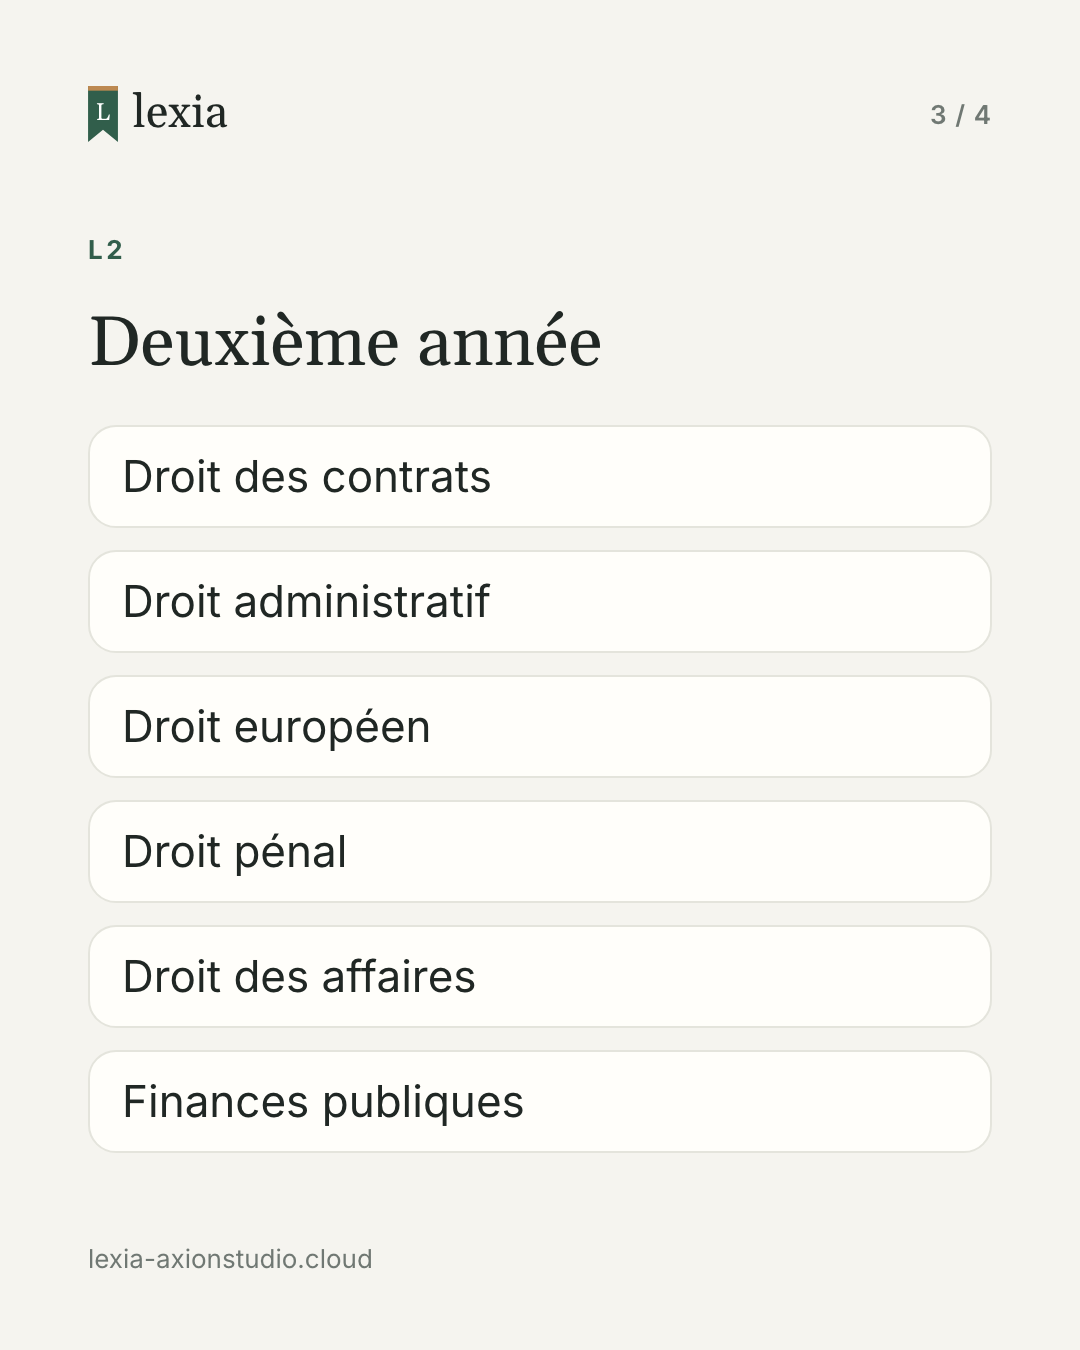 L lexia
3 / 4
L2
Deuxième année
Droit des contrats
Droit administratif
Droit européen
Droit pénal
Droit des affaires
Finances publiques
lexia-axionstudio.cloud